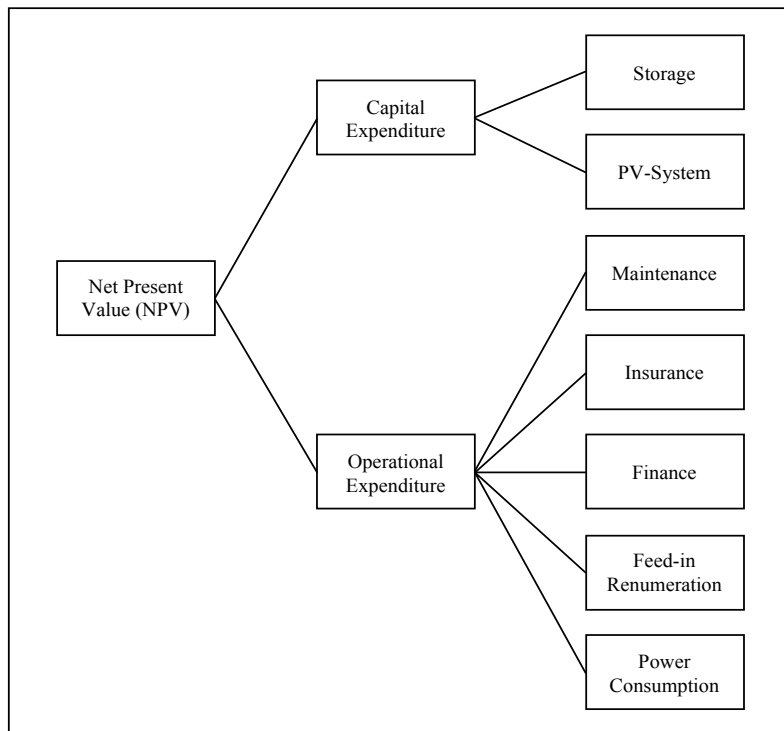 Storage
Capital
Expenditure
PV-System
Maintenance
Net Present
Value (NPV)
Insurance
Operational
Expenditure
Finance
Feed-in
Renumeration
Power
Consumption